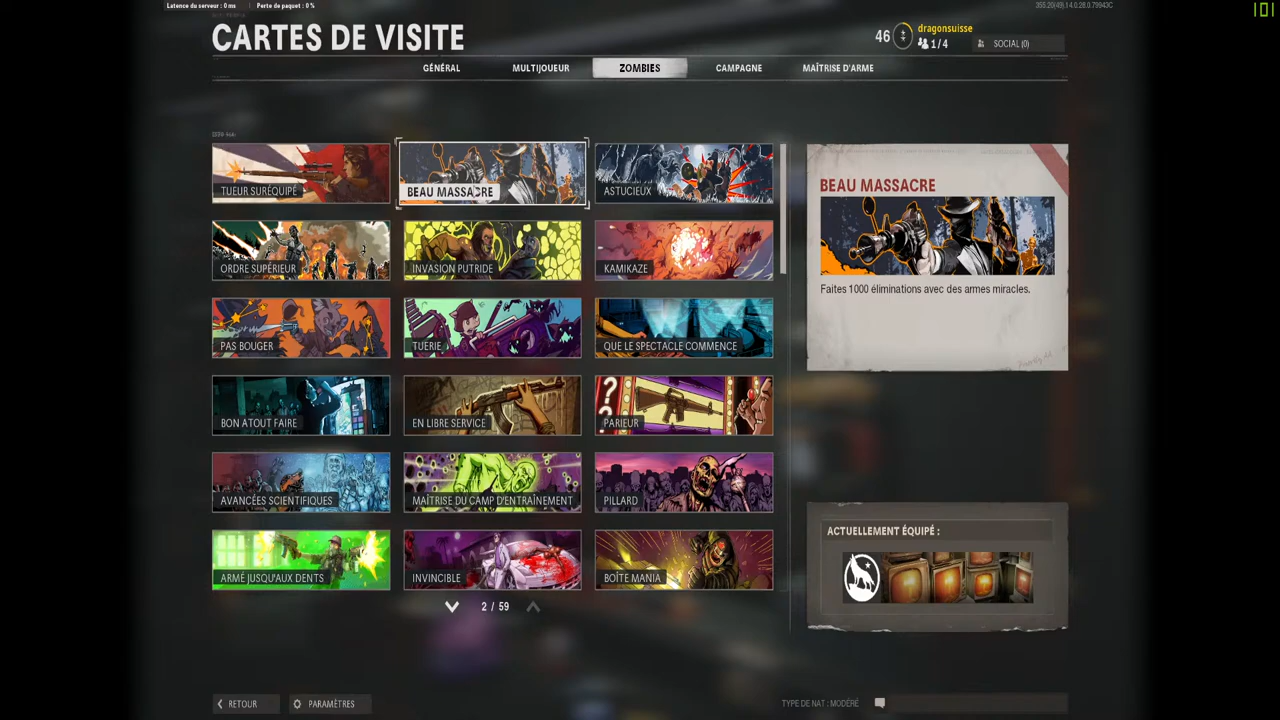 Latence du serveur : 0 ms | Perte de paquet : 0 %
101
CARTES DE VISITE
46
dragonsuisse
1/4
SOCIAL (0)
GÉNÉRAL
MULTIJOUEUR
ZOMBIES
CAMPAGNE
MAÎTRISE D'ARME
TUEUR SURÉQUIPÉ
BEAU MASSACRE
ASTUCIEUX
ORDRE SUPÉRIEUR
INVASION PUTRIDE
KAMIKAZE
PAS BOUGER
TUERIE
QUE LE SPECTACLE COMMENCE
BON ATOUT FAIRE
EN LIBRE SERVICE
PARIEUR
AVANCÉES SCIENTIFIQUES
MAÎTRISE DU CAMP D'ENTRAÎNEMENT
PILLARD
ARMÉ JUSQU'AUX DENTS
INVINCIBLE
BOÎTE MANIA
2 / 59
BEAU MASSACRE
Faites 1000 éliminations avec des armes miracles.
ACTUELLEMENT ÉQUIPÉ :
RETOUR
PARAMÈTRES
TYPE DE NAT : MODÉRÉ